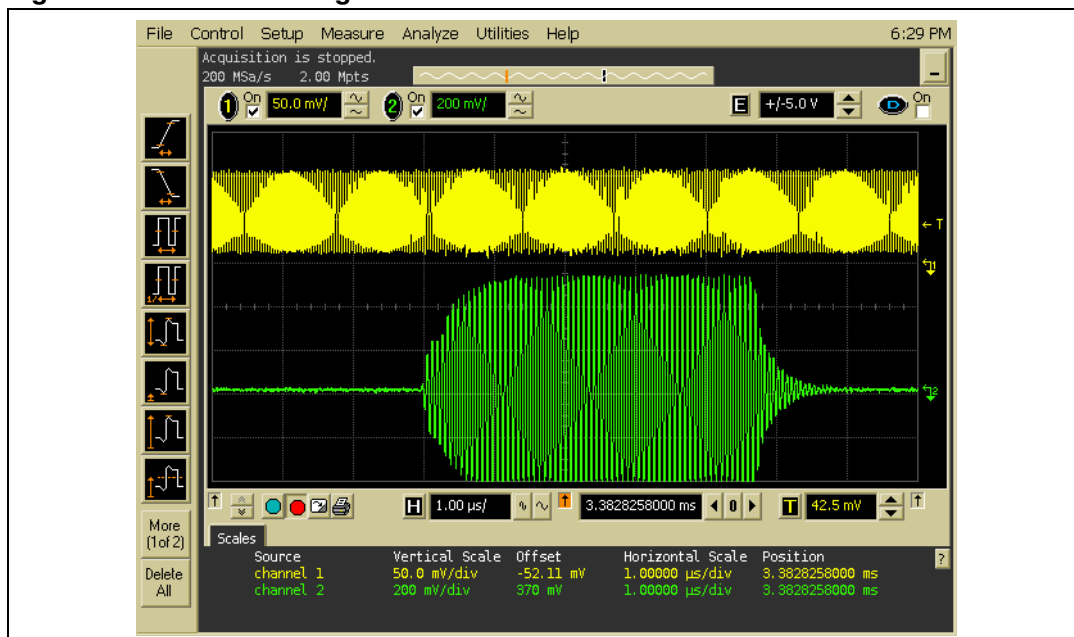 File Control Setup Measure Analyze Utilities Help 6:29 PM
Acquisition is stopped.
200 MSa/s 2.00 Mpts
1 On 50.0 mV/ 2 On 200 mV/ E +/-5.0 V D On
T
1
2
1/
H 1.00 µs/ 3.3828258000 ms 0 T 42.5 mV
More
(1of 2)
Delete
All
Scales
Source Vertical Scale Offset Horizontal Scale Position ?
channel 1 50.0 mV/div -52.11 mV 1.00000 µs/div 3.3828258000 ms
channel 2 200 mV/div 370 mV 1.00000 µs/div 3.3828258000 ms